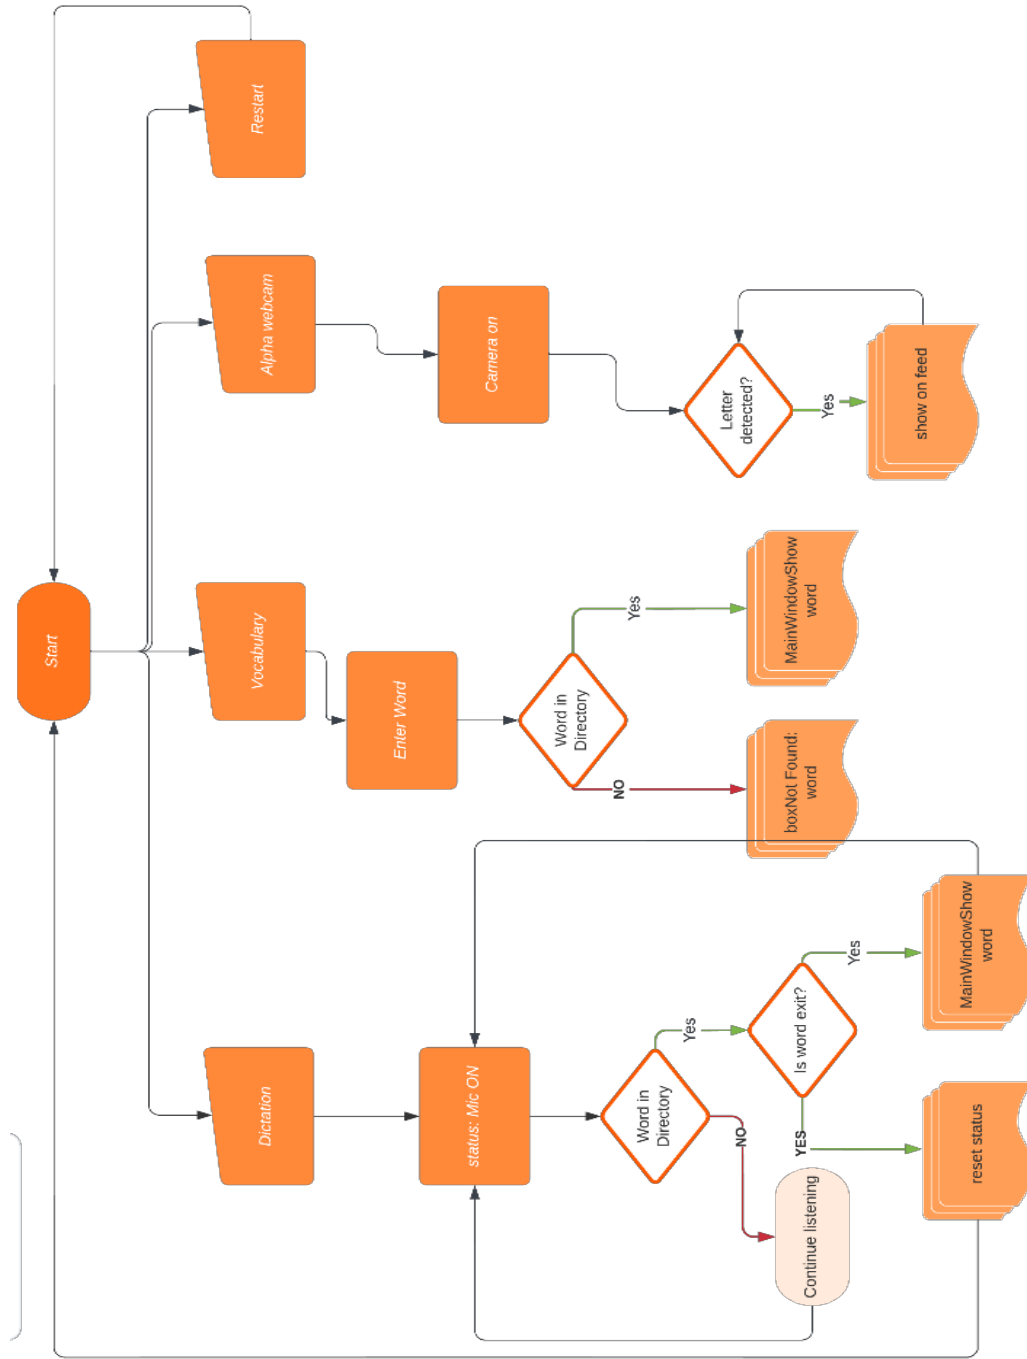 Start
Dictation
Vocabulary
Alpha webcam
Restart
status: Mic ON
Enter Word
Camera on
Word in
Directory
NO
Yes
Word in
Directory
NO
Yes
Letter
detected?
Yes
Continue listening
Is word exit?
YES
Yes
boxNot Found:
word
MainWindowShow
word
show on feed
reset status
MainWindowShow
word